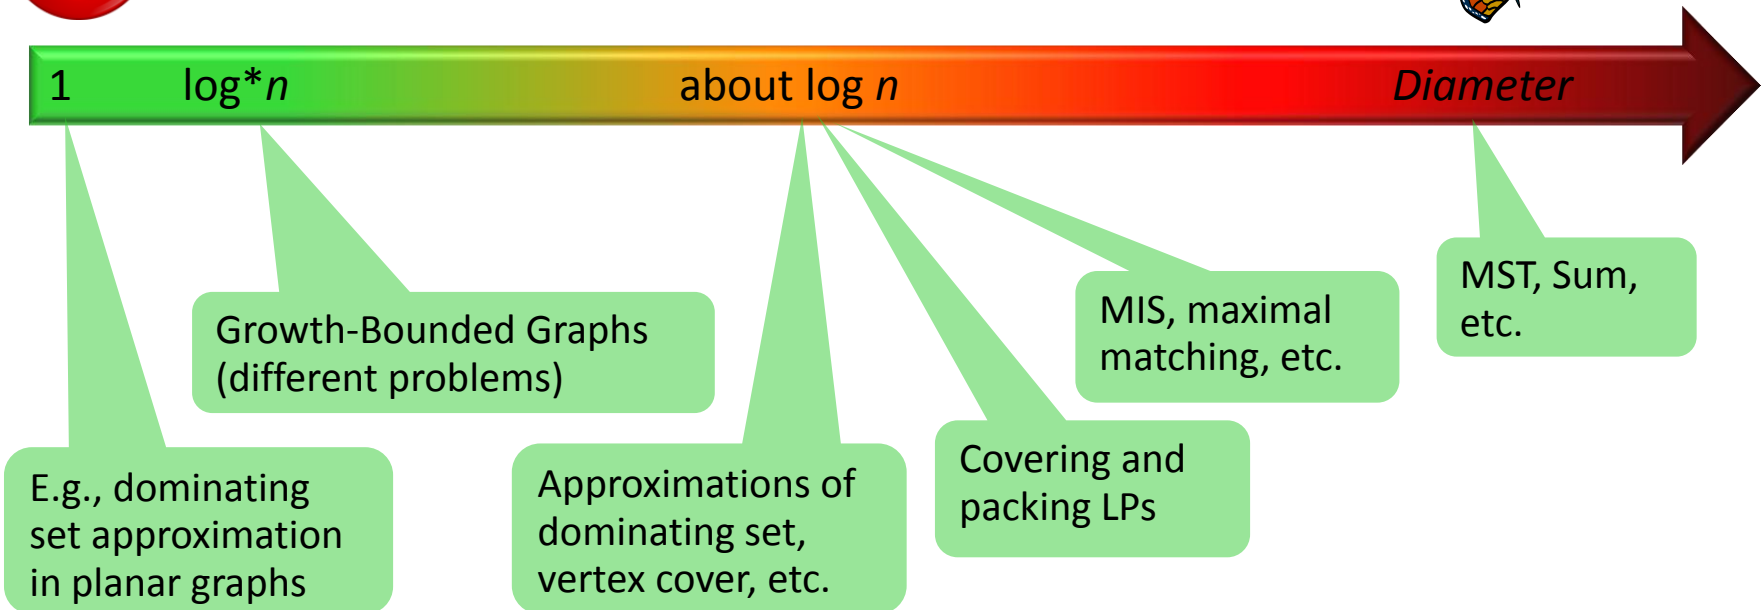 1 log*n about log n Diameter
Growth-Bounded Graphs
(different problems)
MIS, maximal
matching, etc.
MST, Sum,
etc.
E.g., dominating
set approximation
in planar graphs
Approximations of
dominating set,
vertex cover, etc.
Covering and
packing LPs